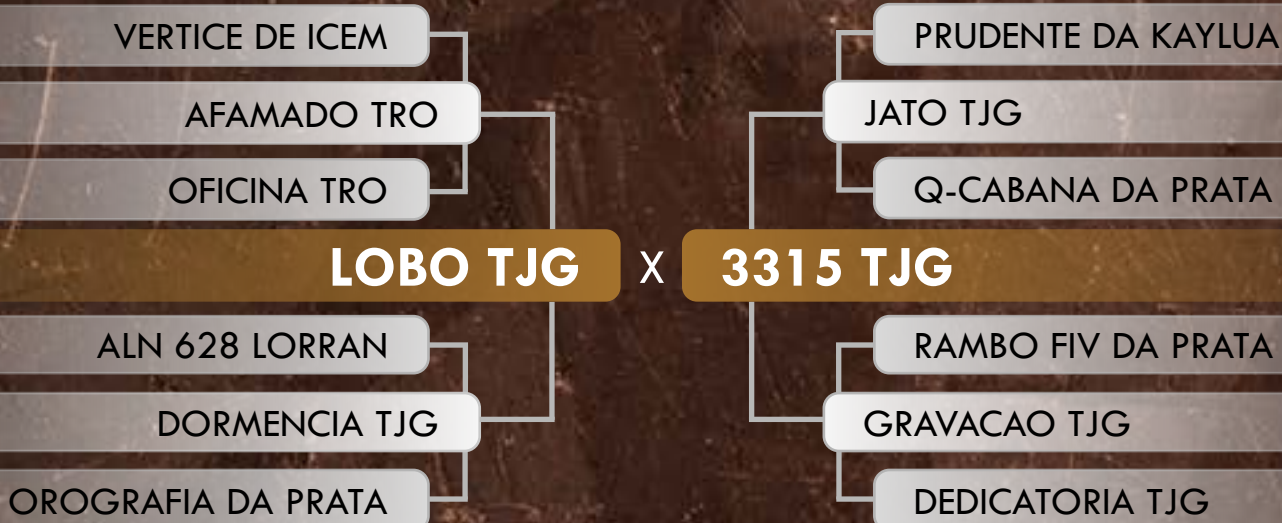 VERTICE DE ICEM
AFAMADO TRO
OFICINA TRO
LOBO TJG X 3315 TJG
ALN 628 LORRAN
DORMENCIA TJG
OROGRAFIA DA PRATA
PRUDENTE DA KAYLUA
JATO TJG
Q-CABANA DA PRATA
RAMBO FIV DA PRATA
GRAVACAO TJG
DEDICATORIA TJG